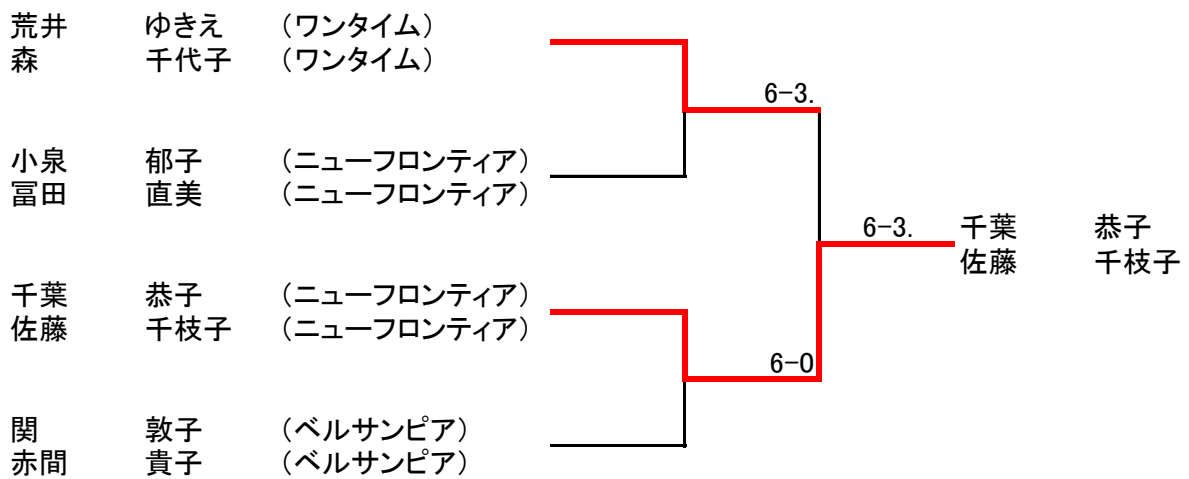 荒井 ゆきえ (ワンタイム)
森 千代子 (ワンタイム)
6-3.
小泉 郁子 (ニューフロンティア)
冨田 直美 (ニューフロンティア)
6-3. 千葉 恭子
佐藤 千枝子
千葉 恭子 (ニューフロンティア)
佐藤 千枝子 (ニューフロンティア)
6-0
関 敦子 (ベルサンピア)
赤間 貴子 (ベルサンピア)